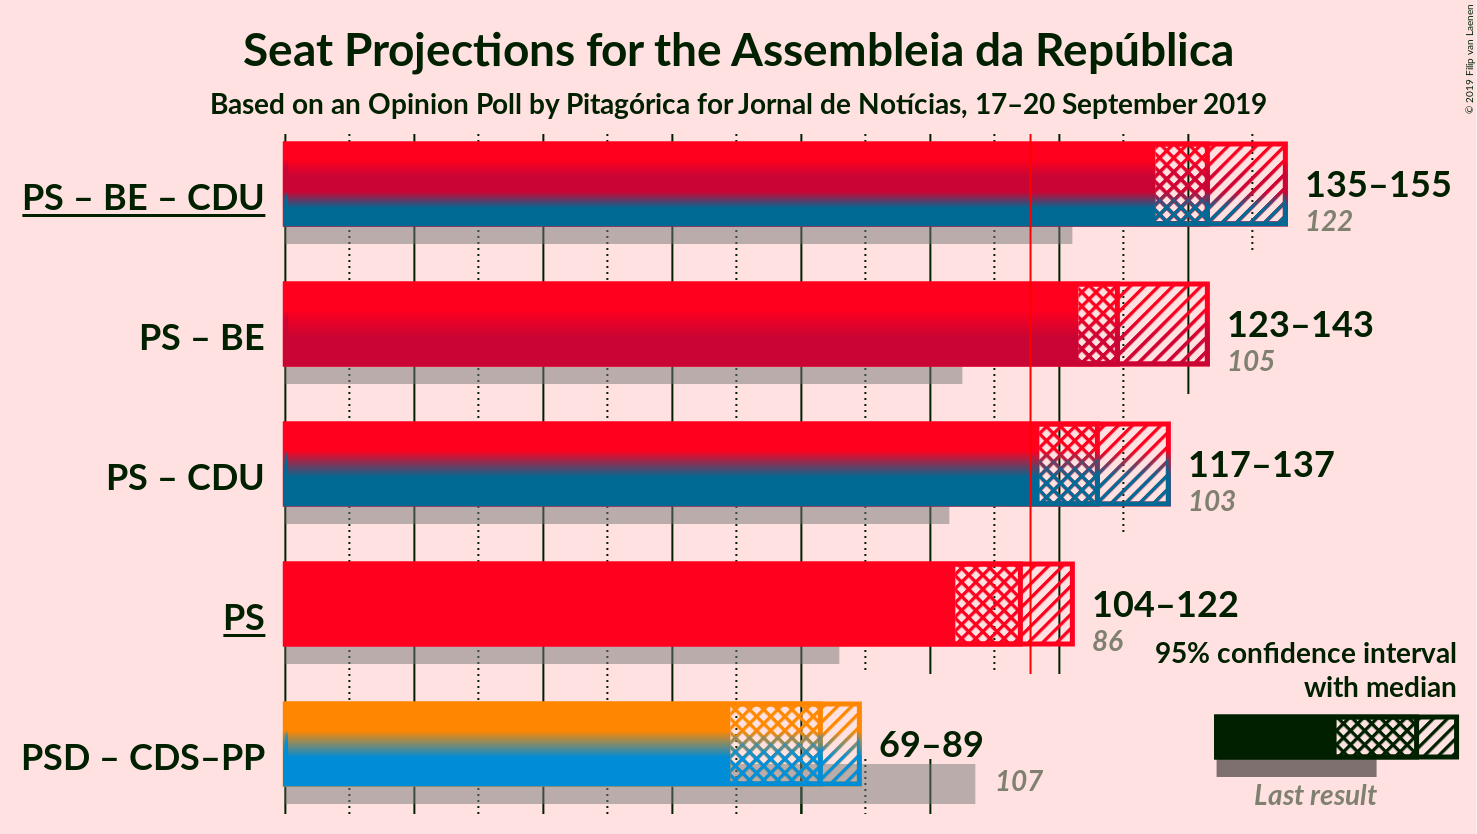 Seat Projections for the Assembleia da República
Based on an Opinion Poll by Pitagórica for Jornal de Notícias, 17–20 September 2019
© 2019 Filip van Laenen
PS – BE – CDU
135–155
122
PS – BE
123–143
105
PS – CDU
117–137
103
PS
104–122
86
PSD – CDS–PP
69–89
107
95% confidence interval
with median
Last result